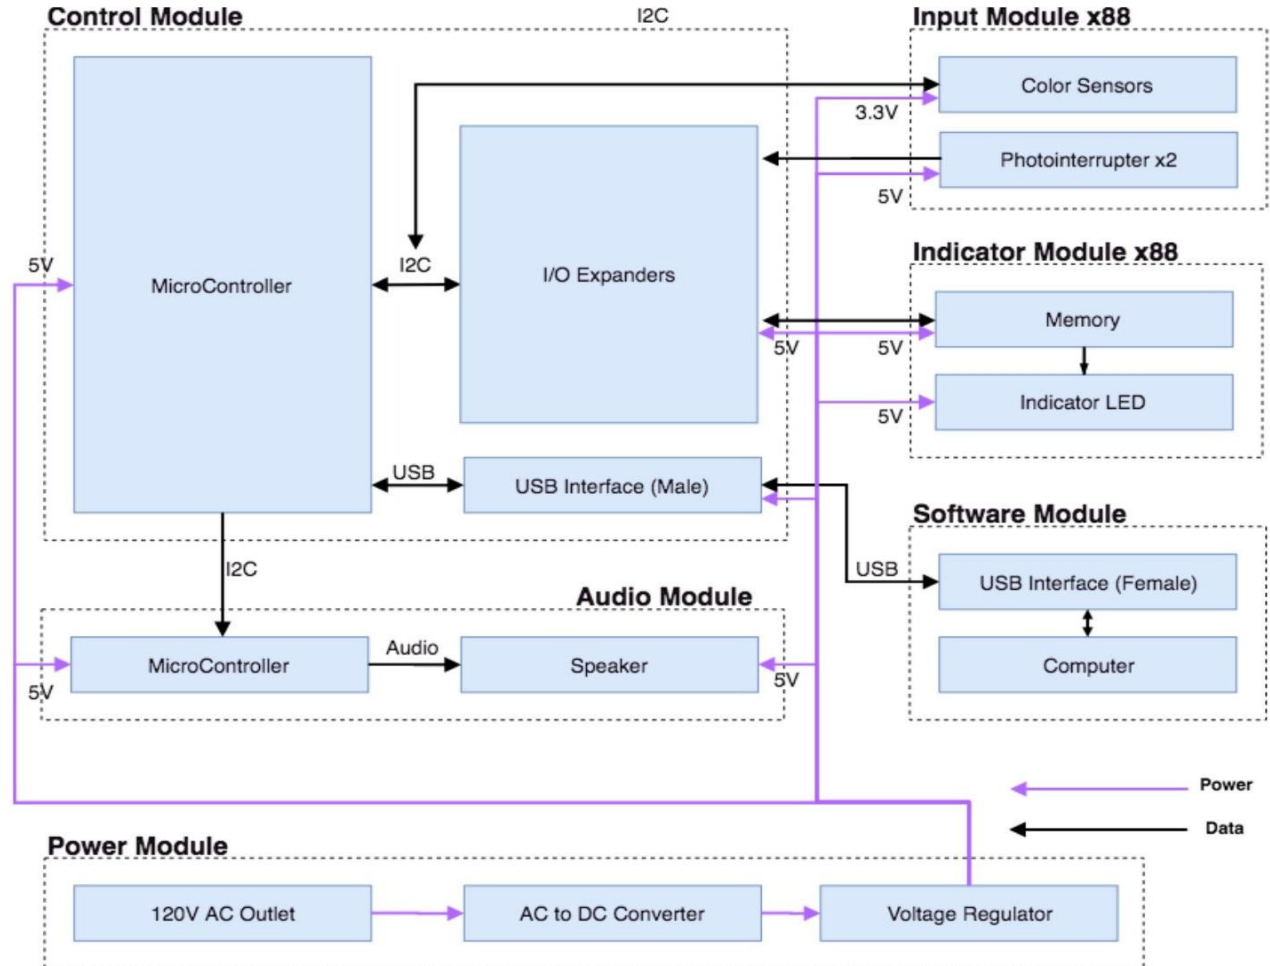 Control Module
I2C
Input Module x88
Color Sensors
3.3V
Photointerrupter x2
5V
MicroController
I2C
I/O Expanders
5V
Indicator Module x88
Memory
5V
5V
Indicator LED
5V
USB
USB Interface (Male)
Software Module
USB
USB Interface (Female)
Computer
I2C
Audio Module
MicroController
Audio
Speaker
5V
5V
Power
Data
Power Module
120V AC Outlet
AC to DC Converter
Voltage Regulator